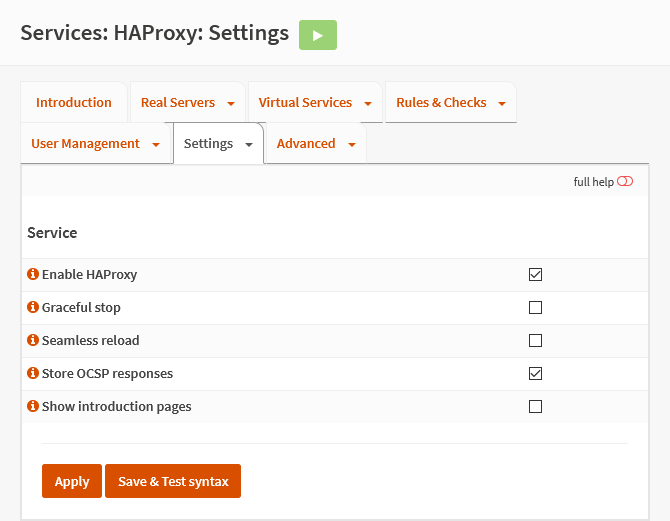 Services: HAProxy: Settings
Introduction Real Servers Virtual Services Rules & Checks
User Management Settings Advanced
full help
Service
Enable HAProxy
Graceful stop
Seamless reload
Store OCSP responses
Show introduction pages
Apply Save & Test syntax